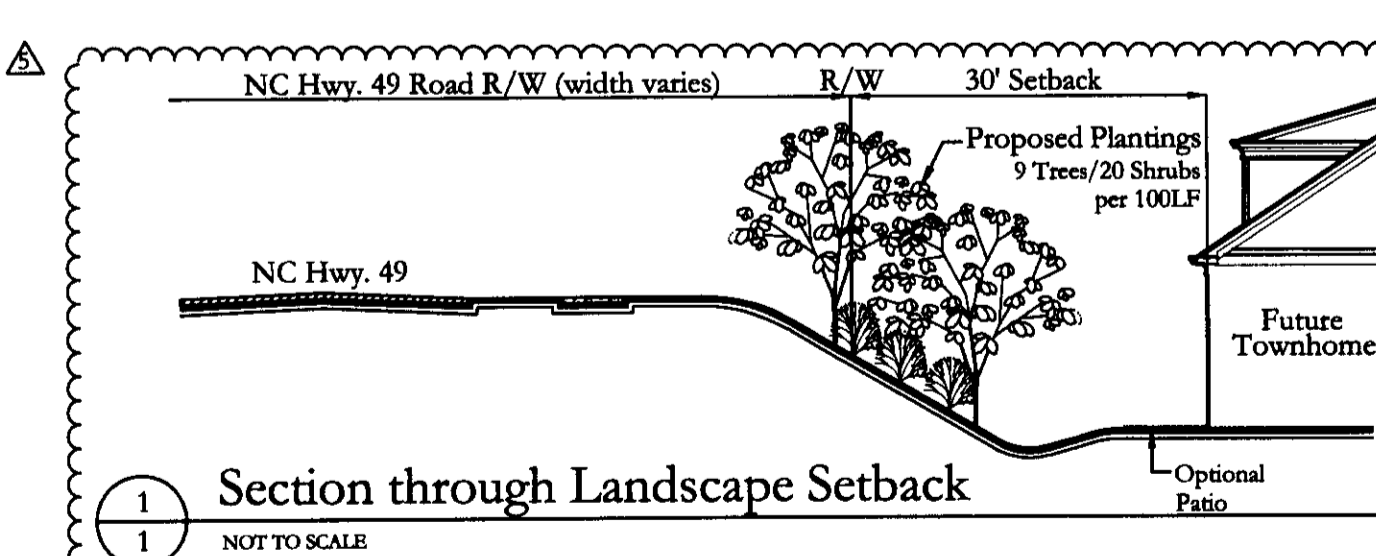 5
NC Hwy. 49 Road R/W (width varies)
R/W
30' Setback
Proposed Plantings
9 Trees/20 Shrubs
per 100LF
NC Hwy. 49
Future
Townhome
Optional
Patio
1
Section through Landscape Setback
1
NOT TO SCALE